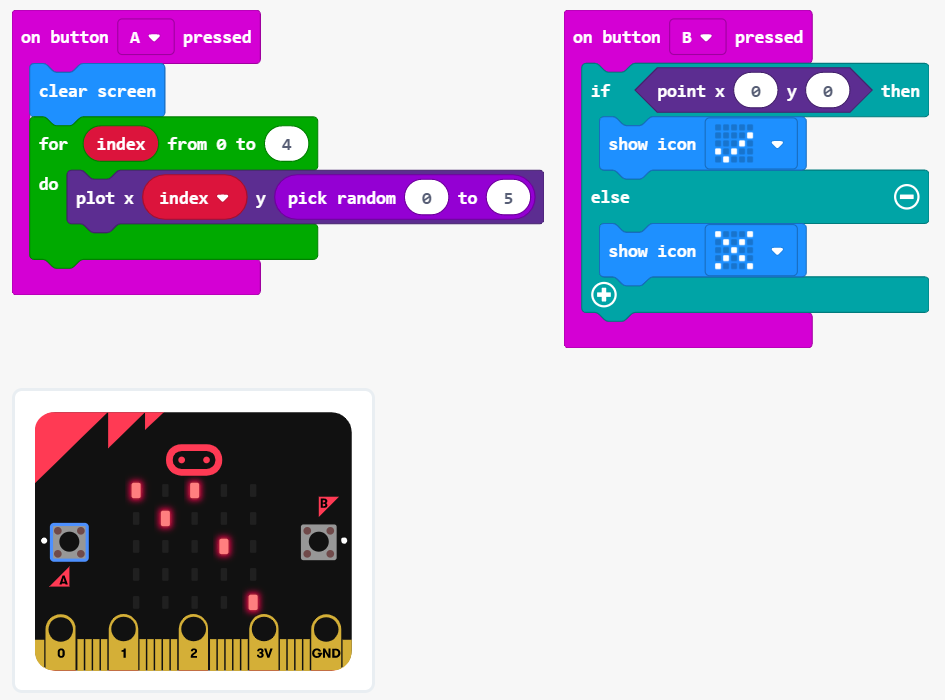 on button A pressed
clear screen
for index from 0 to 4
do plot x index y pick random 0 to 5
on button B pressed
if point x 0 y 0 then
show icon
else
show icon
B
A
0 1 2 3V GND